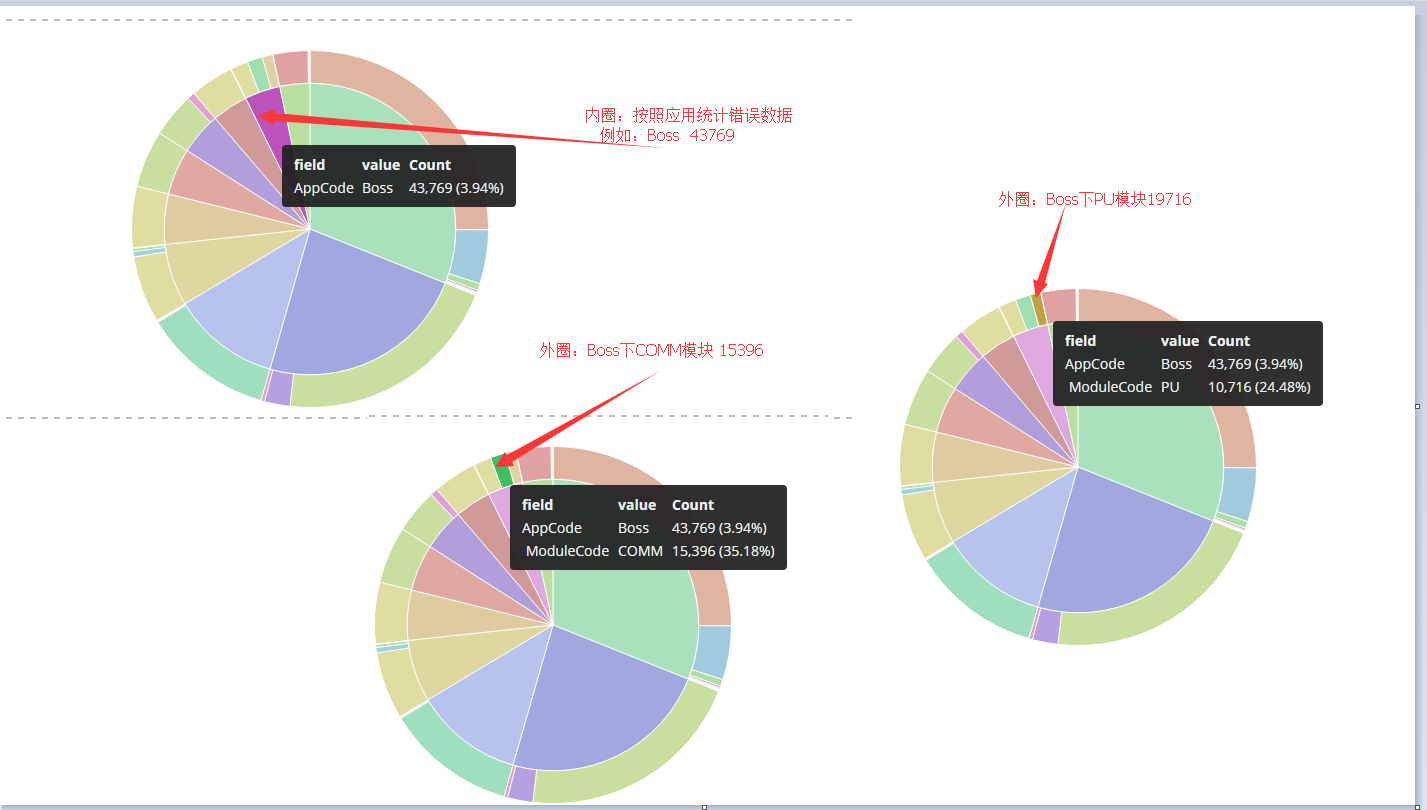 内圈：按照应用统计错误数据
例如：Boss 43769
field value Count
AppCode Boss 43,769 (3.94%)
外圈：Boss下PU模块19716
field value Count
AppCode Boss 43,769 (3.94%)
ModuleCode PU 10,716 (24.48%)
外圈：Boss下COMM模块 15396
field value Count
AppCode Boss 43,769 (3.94%)
ModuleCode COMM 15,396 (35.18%)